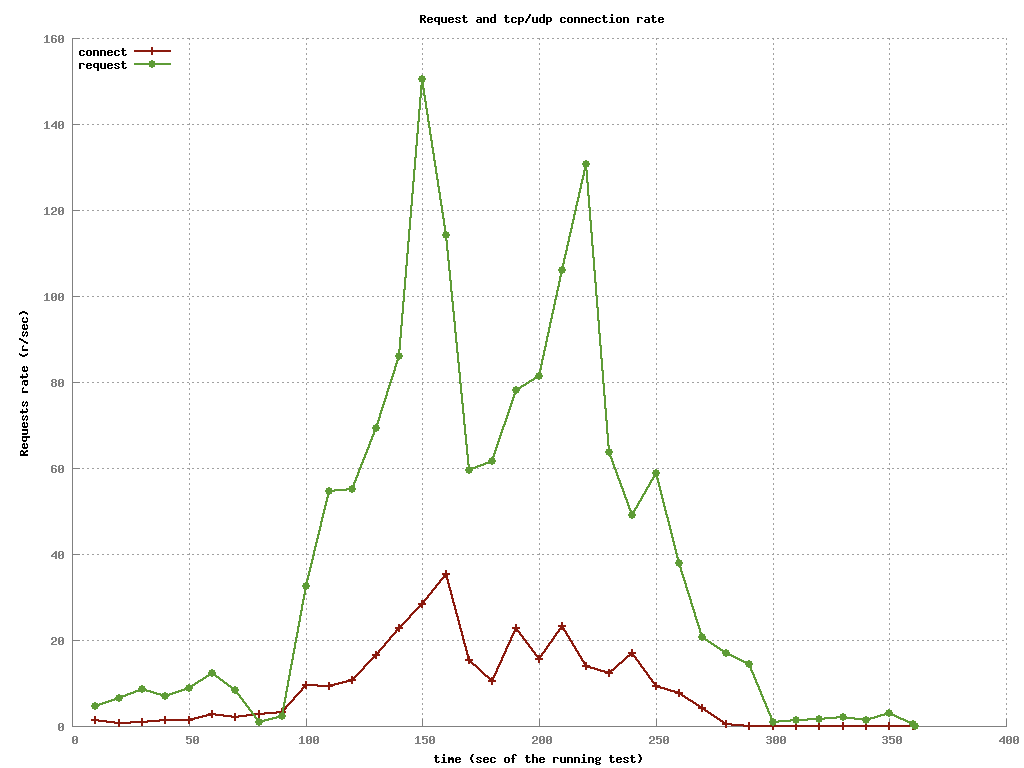 Request and tcp/udp connection rate
160
connect
request
140
120
100
80
60
40
20
0
Requests rate (r/sec)
0 50 100 150 200 250 300 350 400
time (sec of the running test)